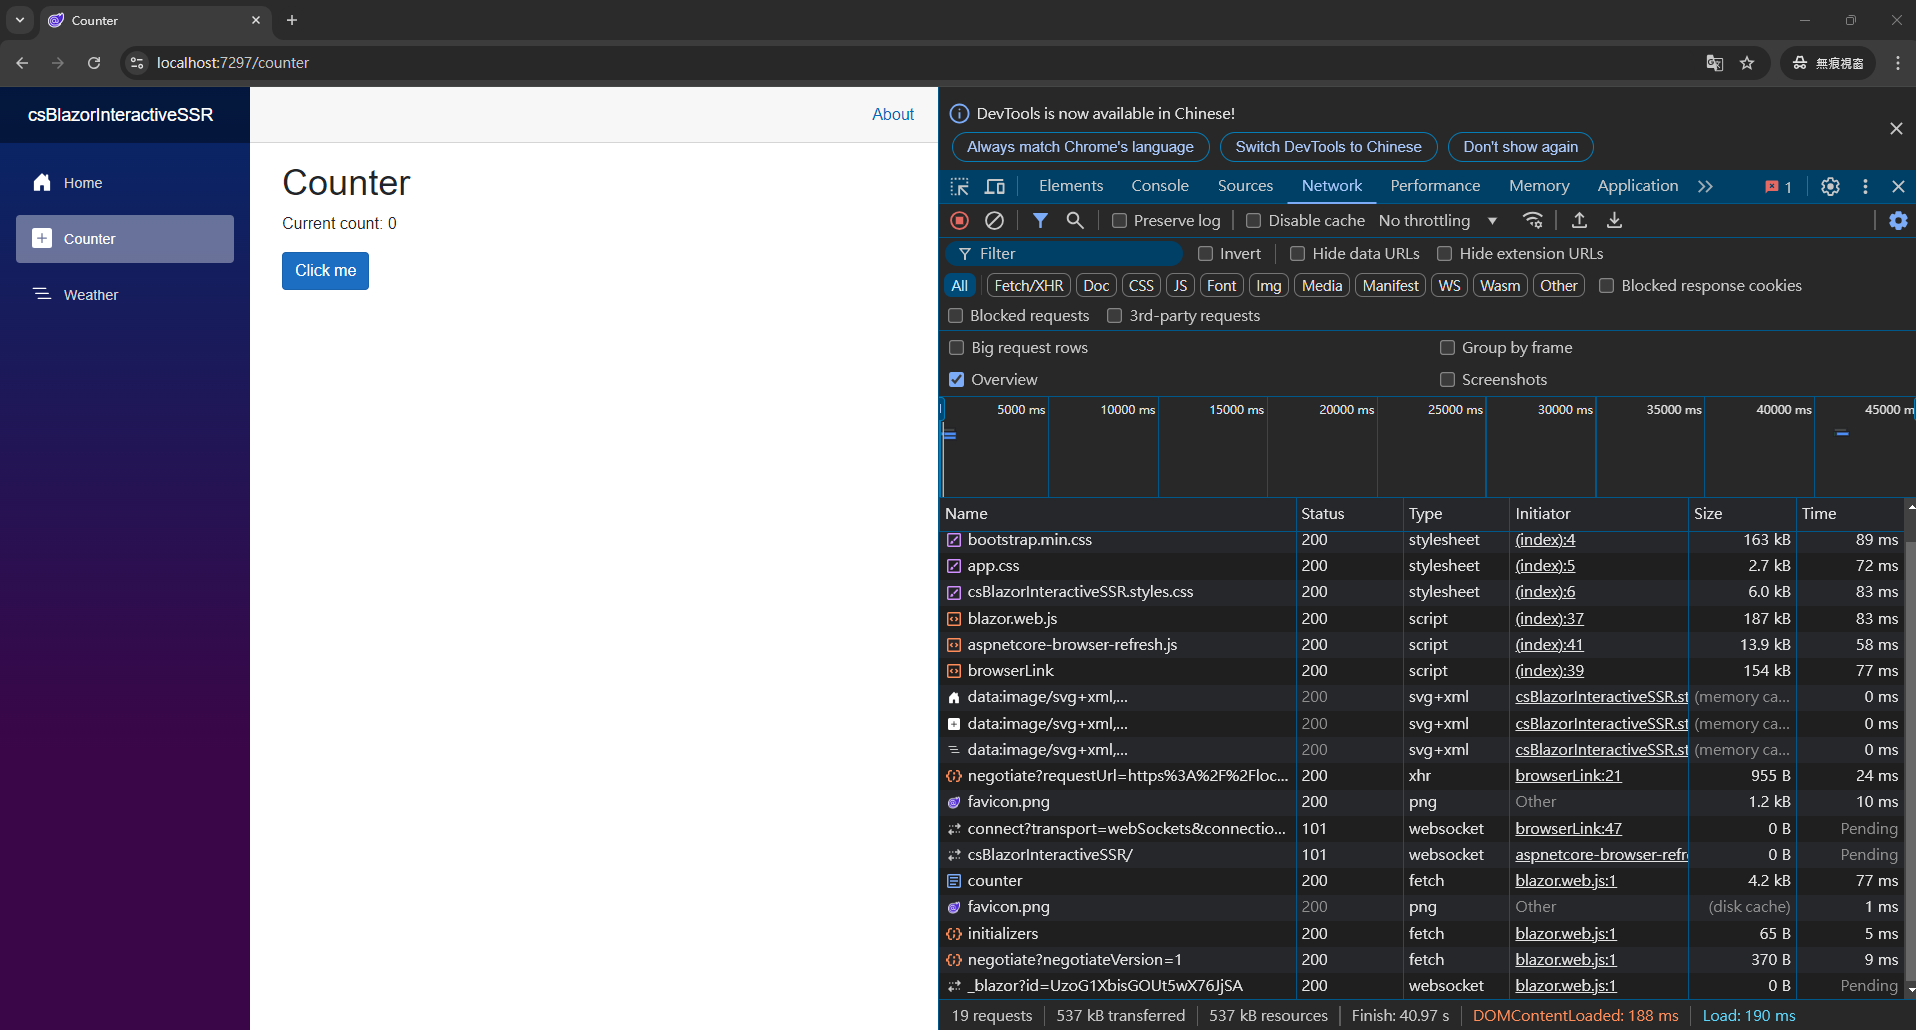 Counter
localhost:7297/counter
無痕視窗
csBlazorInteractiveSSR
Home
Counter
Weather
About
Counter
Current count: 0
Click me
DevTools is now available in Chinese!
Always match Chrome's language
Switch DevTools to Chinese
Don't show again
Elements Console Sources Network Performance Memory Application 1
Preserve log Disable cache No throttling
Filter Invert Hide data URLs Hide extension URLs
All Fetch/XHR Doc CSS JS Font Img Media Manifest WS Wasm Other Blocked response cookies
Blocked requests 3rd-party requests
Big request rows Group by frame
Overview Screenshots
5000 ms 10000 ms 15000 ms 20000 ms 25000 ms 30000 ms 35000 ms 40000 ms 45000 m
Name Status Type Initiator Size Time
bootstrap.min.css 200 stylesheet (index):4 163 kB 89 ms
app.css 200 stylesheet (index):5 2.7 kB 72 ms
csBlazorInteractiveSSR.styles.css 200 stylesheet (index):6 6.0 kB 83 ms
blazor.web.js 200 script (index):37 187 kB 83 ms
aspnetcore-browser-refresh.js 200 script (index):41 13.9 kB 58 ms
browserLink 200 script (index):39 154 kB 77 ms
data:image/svg+xml,... 200 svg+xml csBlazorInteractiveSSR.st (memory ca... 0 ms
data:image/svg+xml,... 200 svg+xml csBlazorInteractiveSSR.st (memory ca... 0 ms
data:image/svg+xml,... 200 svg+xml csBlazorInteractiveSSR.st (memory ca... 0 ms
negotiate?requestUrl=https%3A%2F%2Floc... 200 xhr browserLink:21 955 B 24 ms
favicon.png 200 png Other 1.2 kB 10 ms
connect?transport=webSockets&connectio... 101 websocket browserLink:47 0 B Pending
csBlazorInteractiveSSR/ 101 websocket aspnetcore-browser-refr 0 B Pending
counter 200 fetch blazor.web.js:1 4.2 kB 77 ms
favicon.png 200 png Other (disk cache) 1 ms
initializers 200 fetch blazor.web.js:1 65 B 5 ms
negotiate?negotiateVersion=1 200 fetch blazor.web.js:1 370 B 9 ms
_blazor?id=UzoG1XbisGOUt5wX76JjSA 200 websocket blazor.web.js:1 0 B Pending
19 requests 537 kB transferred 537 kB resources Finish: 40.97 s DOMContentLoaded: 188 ms Load: 190 ms